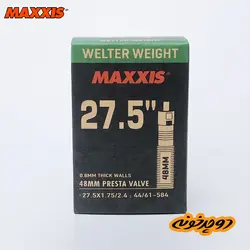 MAXXIS
WELTER WEIGHT
MAXXIS
27.5"
0.8MM THICK WALLS
48MM PRESTA VALVE
27.5X1.75/2.4 - 44/61-584
48MM
دوچرخونه